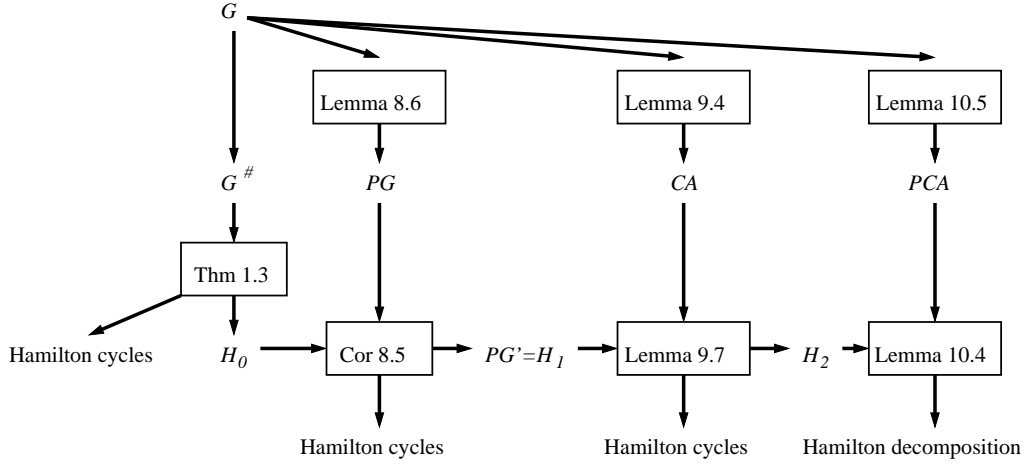 G
Lemma 8.6
Lemma 9.4
Lemma 10.5
G #
PG
CA
PCA
Thm 1.3
Hamilton cycles
H0
Cor 8.5
PG'=H1
Lemma 9.7
H2
Lemma 10.4
Hamilton cycles
Hamilton cycles
Hamilton decomposition